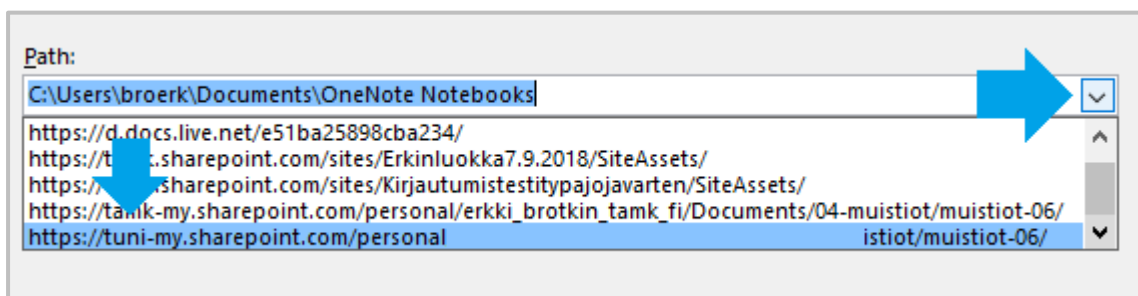 Path:
C:\Users\broerk\Documents\OneNote Notebooks
https://d.docs.live.net/e51ba25898cba234/
sharepoint.com/sites/Erkinluokka7.9.2018/SiteAssets/
sharepoint.com/sites/Kirjautumistestitypajojavarten/SiteAssets/
https://tamk-my.sharepoint.com/personal/erkki_brotkin_tamk_fi/Documents/04-muistiot/muistiot-06/
https://tuni-my.sharepoint.com/personal istiot/muistiot-06/